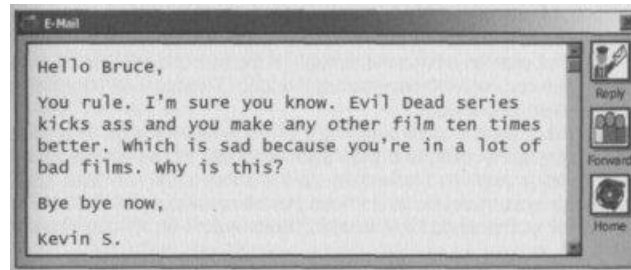 E-Mail
Hello Bruce,
You rule. I'm sure you know. Evil Dead series
kicks ass and you make any other film ten times
better. Which is sad because you're in a lot of
bad films. Why is this?
Bye bye now,
Kevin S.
Reply
Forward
Home